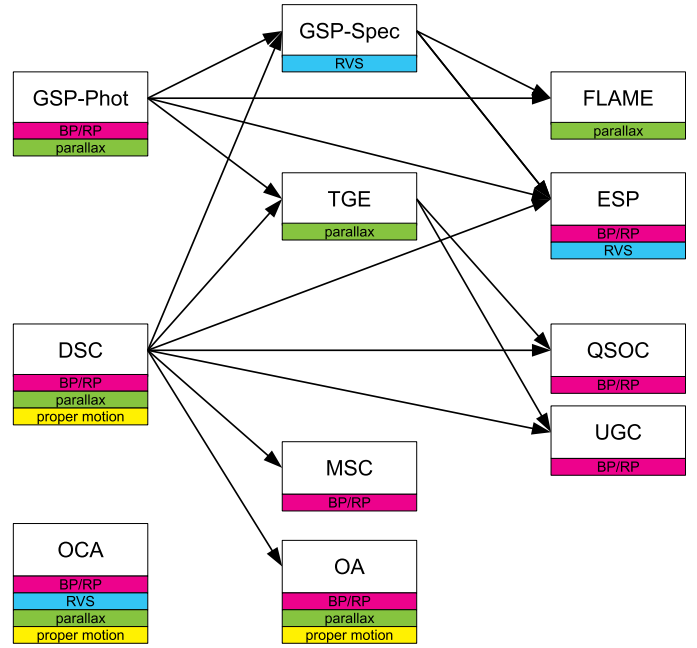 GSP-Phot
BP/RP
parallax
DSC
BP/RP
parallax
proper motion
OCA
BP/RP
RVS
parallax
proper motion
GSP-Spec
RVS
TGE
parallax
MSC
BP/RP
OA
BP/RP
parallax
proper motion
FLAME
parallax
ESP
BP/RP
RVS
QSOC
BP/RP
UGC
BP/RP